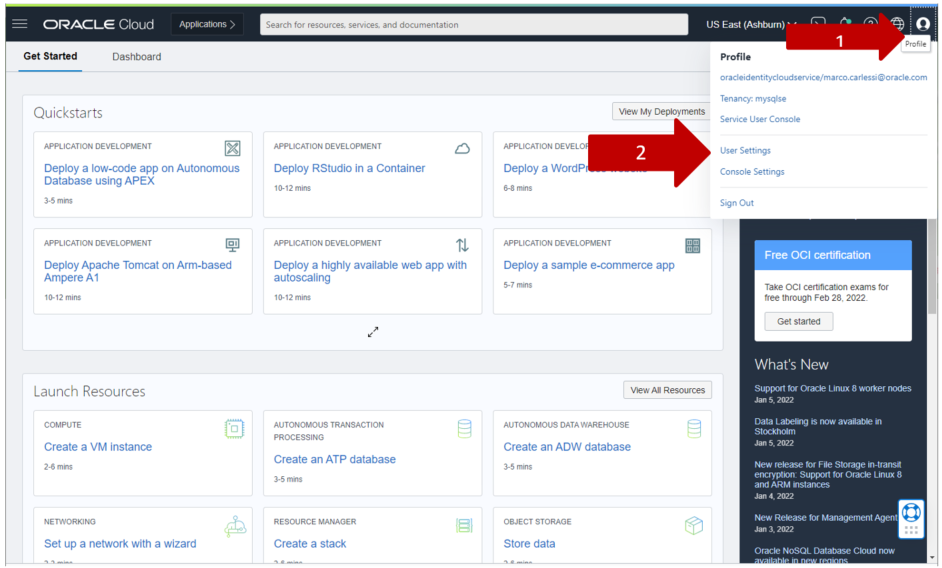 ORACLE Cloud
Applications >
Search for resources, services, and documentation
US East (Ashburn)
1
Profile
Get Started
Dashboard
Profile
oracleidentitycloudservice/marco.carlessi@oracle.com
Tenancy: mysqlse
Service User Console
User Settings
Console Settings
Sign Out
2
Quickstarts
View My Deployments
APPLICATION DEVELOPMENT
Deploy a low-code app on Autonomous
Database using APEX
3-5 mins
APPLICATION DEVELOPMENT
Deploy RStudio in a Container
10-12 mins
Deploy a
6-8 mins
APPLICATION DEVELOPMENT
Deploy Apache Tomcat on Arm-based
Ampere A1
10-12 mins
APPLICATION DEVELOPMENT
Deploy a highly available web app with
autoscaling
10-12 mins
APPLICATION DEVELOPMENT
Deploy a sample e-commerce app
5-7 mins
Free OCI certification
Take OCI certification exams for
free through Feb 28, 2022.
Get started
What's New
Support for Oracle Linux 8 worker nodes
Jan 5, 2022
Data Labeling is now available in
Stockholm
Jan 5, 2022
New release for File Storage in-transit
encryption: Support for Oracle Linux 8
and ARM instances
Jan 4, 2022
New Release for Management Agent
Jan 3, 2022
Oracle NoSQL Database Cloud now
available in new regions
Launch Resources
View All Resources
COMPUTE
Create a VM instance
2-6 mins
AUTONOMOUS TRANSACTION
PROCESSING
Create an ATP database
3-5 mins
AUTONOMOUS DATA WAREHOUSE
Create an ADW database
3-5 mins
NETWORKING
Set up a network with a wizard
RESOURCE MANAGER
Create a stack
OBJECT STORAGE
Store data